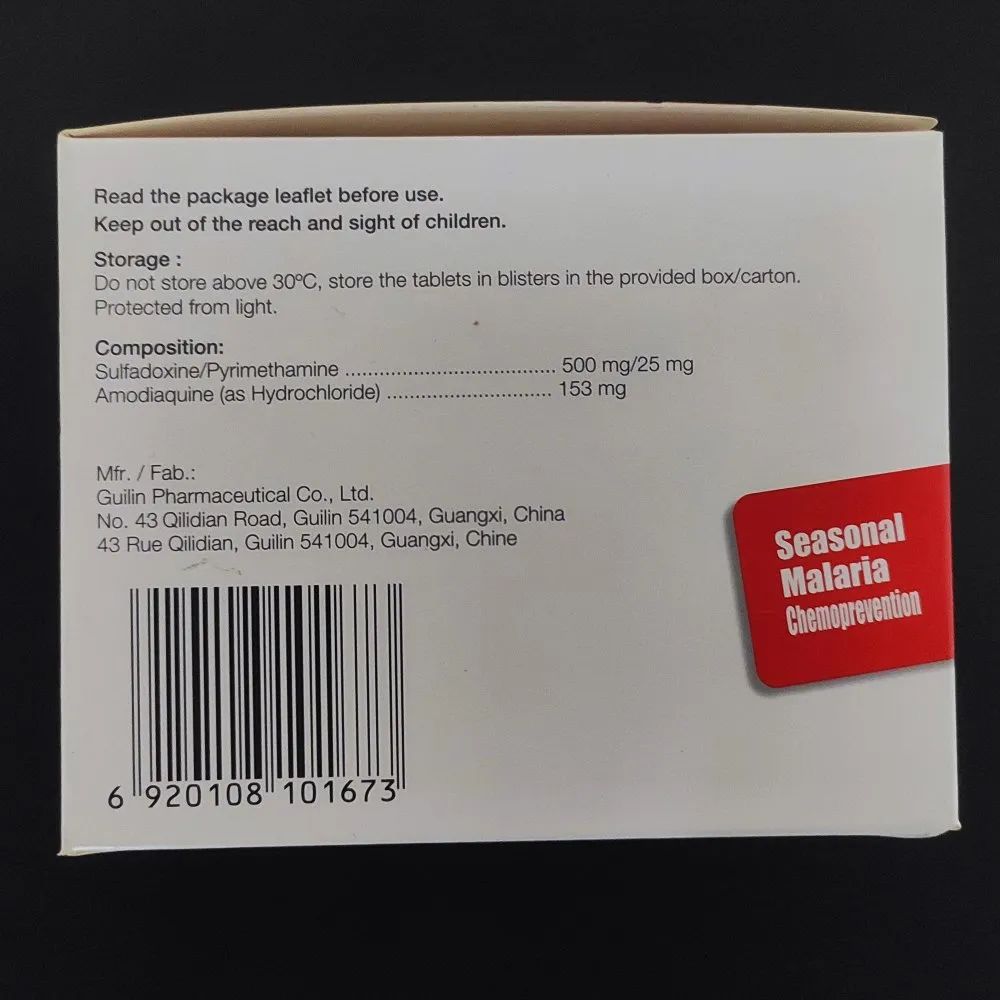 Read the package leaflet before use.
Keep out of the reach and sight of children.
Storage :
Do not store above 30ºC, store the tablets in blisters in the provided box/carton.
Protected from light.
Composition:
Sulfadoxine/Pyrimethamine ..................................... 500 mg/25 mg
Amodiaquine (as Hydrochloride) ............................. 153 mg
Mfr. / Fab.:
Guilin Pharmaceutical Co., Ltd.
No. 43 Qilidian Road, Guilin 541004, Guangxi, China
43 Rue Qilidian, Guilin 541004, Guangxi, Chine
Seasonal
Malaria
Chemoprevention
6 920108 101673